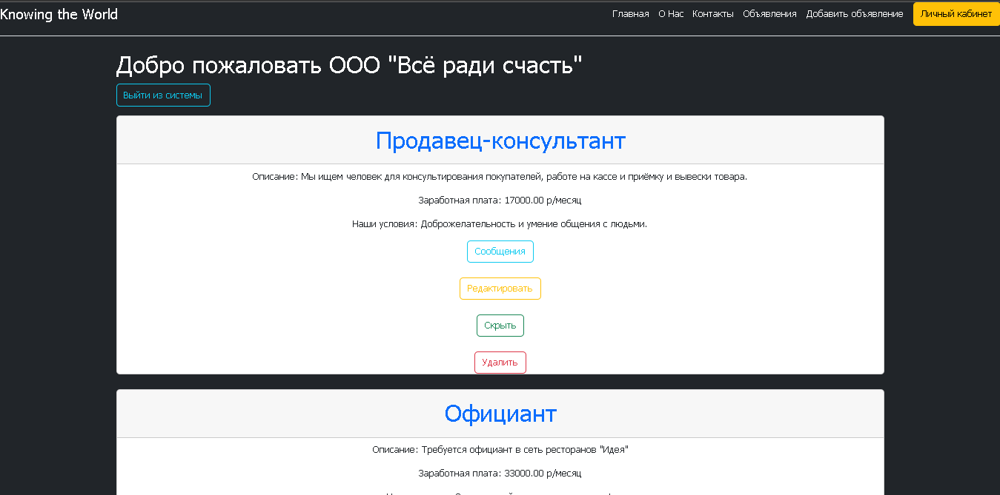 Knowing the World
Главная О Нас Контакты Объявления Добавить объявление Личный кабинет
Добро пожаловать ООО "Всё ради счасть"
Выйти из системы
Продавец-консультант
Описание: Мы ищем человек для консультирования покупателей, работе на кассе и приёмку и вывески товара.
Заработная плата: 17000.00 р/месяц
Наши условия: Доброжелательность и умение общения с людьми.
Сообщения
Редактировать
Скрыть
Удалить
Официант
Описание: Требуется официант в сеть ресторанов "Идея"
Заработная плата: 33000.00 р/месяц